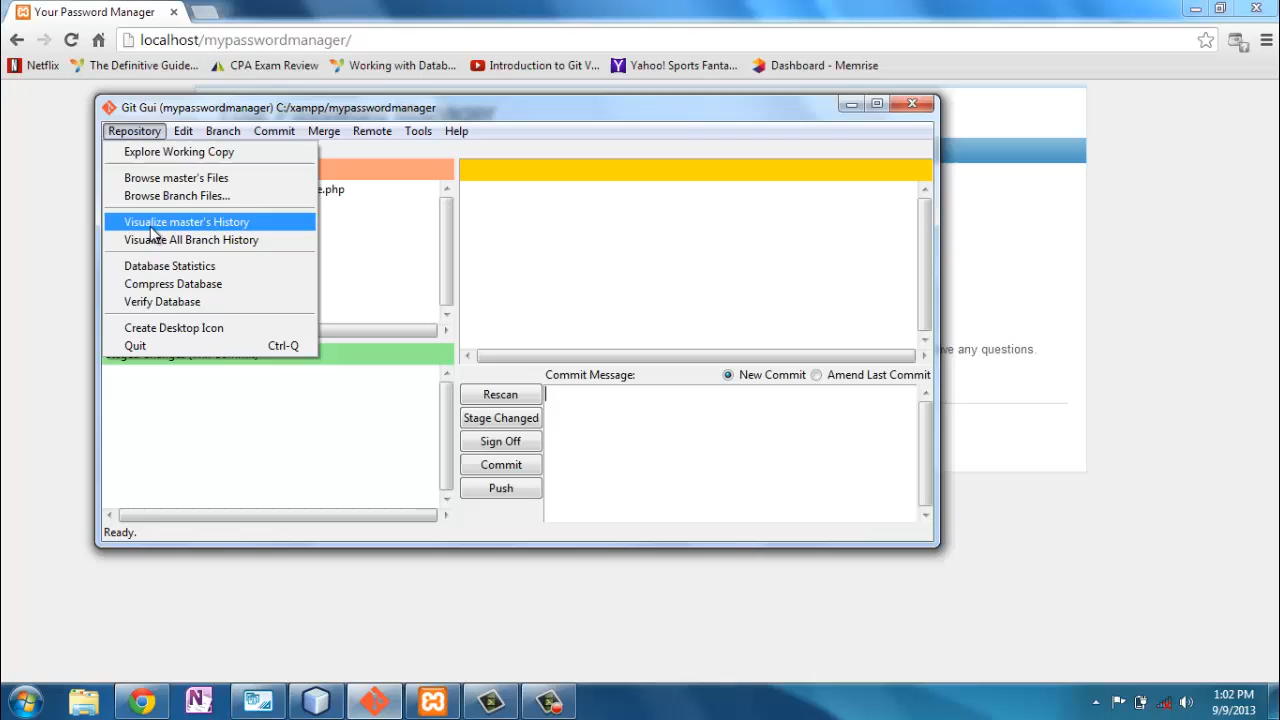 Your Password Manager
localhost/mypasswordmanager/
Netflix The Definitive Guide... CPA Exam Review Working with Datab... Introduction to Git V... Yahoo! Sports Fanta... Dashboard - Memrise
Git Gui (mypasswordmanager) C:/xampp/mypasswordmanager
Repository Edit Branch Commit Merge Remote Tools Help
Explore Working Copy
Browse master's Files
Browse Branch Files...
e.php
Visualize master's History
Visualize All Branch History
Database Statistics
Compress Database
Verify Database
Create Desktop Icon
Quit Ctrl-Q
ve any questions.
Commit Message: New Commit Amend Last Commit
Rescan
Stage Changed
Sign Off
Commit
Push
Ready.
1:02 PM
9/9/2013